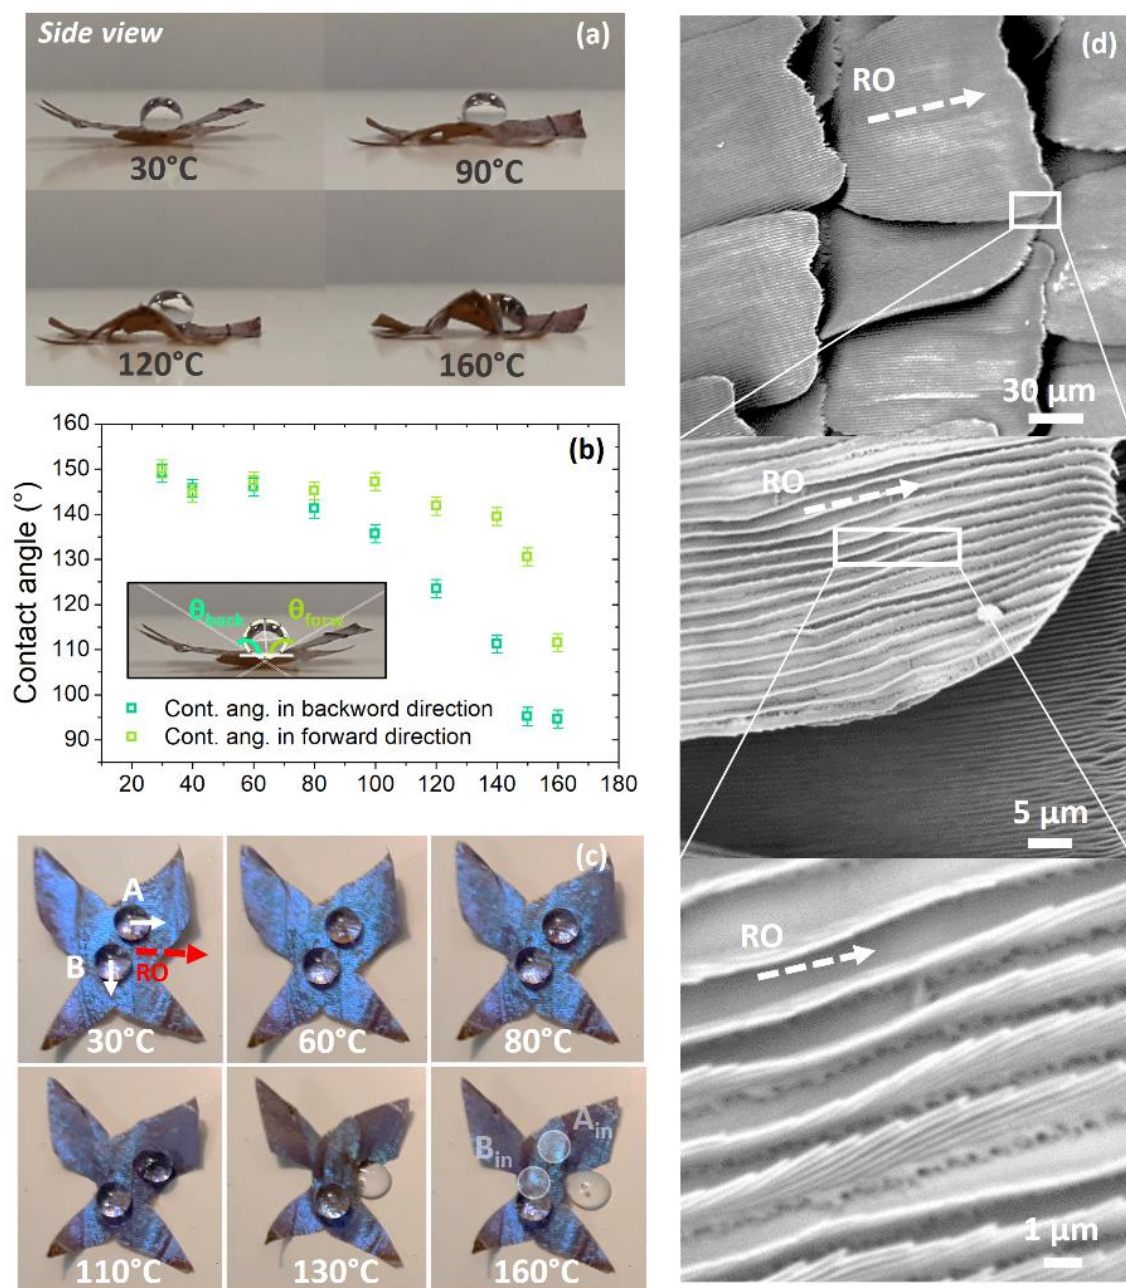 Side view
(a)
30°C
90°C
120°C
160°C
(b)
160
150
140
130
120
110
100
90
Contact angle (°)
θback
θforw
Cont. ang. in backword direction
Cont. ang. in forward direction
20 40 60 80 100 120 140 160 180
(c)
A
B
RO
30°C
60°C
80°C
110°C
130°C
Ain
Bin
160°C
(d)
RO
30 µm
RO
5 µm
RO
1 µm